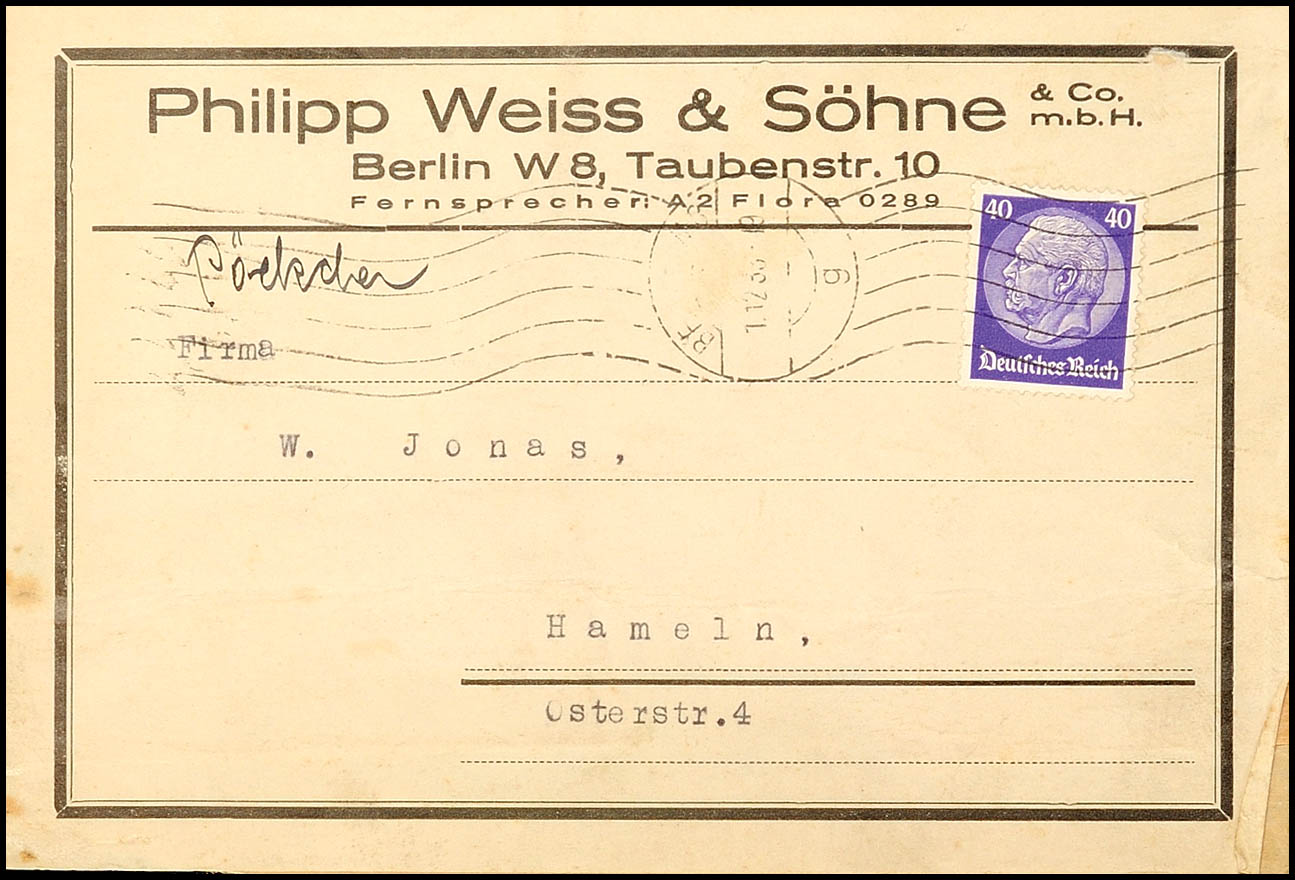 Philipp Weiss & Söhne & Co. m.b.H.
Berlin W 8, Taubenstr. 10
Fernsprecher: A2 Flora 0289
40 40
Deutsches Reich
Päckchen
Firma
W. Jonas,
Hameln,
Osterstr.4